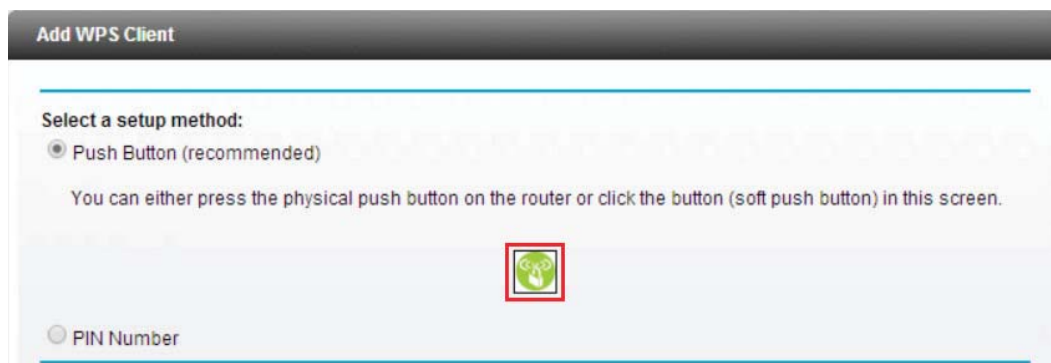 Add WPS Client
Select a setup method:
Push Button (recommended)
You can either press the physical push button on the router or click the button (soft push button) in this screen.
PIN Number